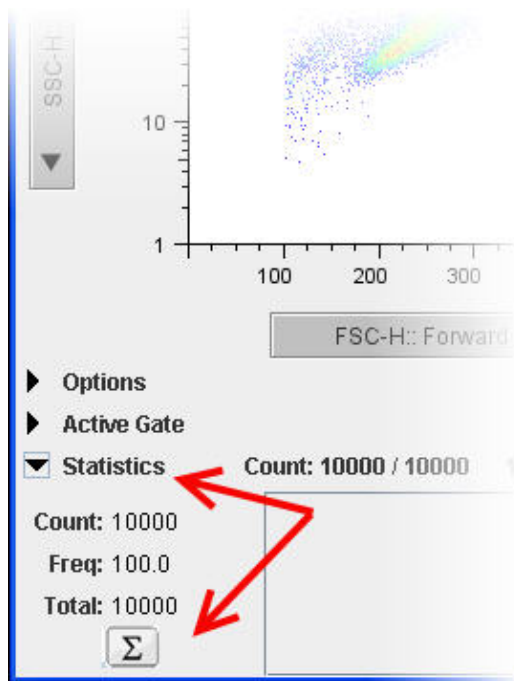 SSC-H
10
1
100 200 300
FSC-H:: Forward
Options
Active Gate
Statistics Count: 10000 / 10000
Count: 10000
Freq: 100.0
Total: 10000
Σ